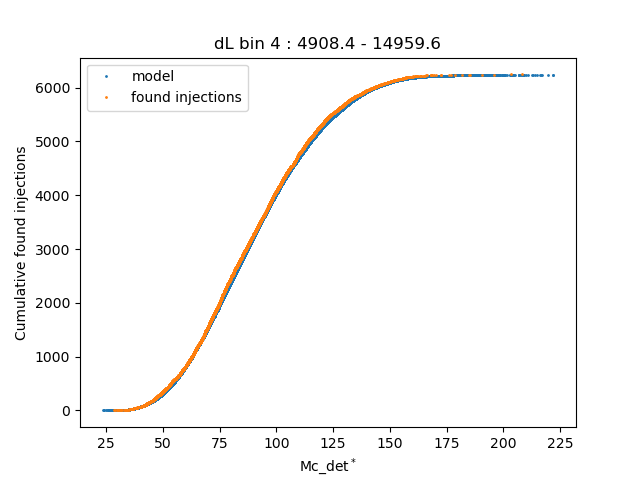 dL bin 4 : 4908.4 - 14959.6
model
found injections
Cumulative found injections
6000
5000
4000
3000
2000
1000
0
25 50 75 100 125 150 175 200 225
Mc_det*